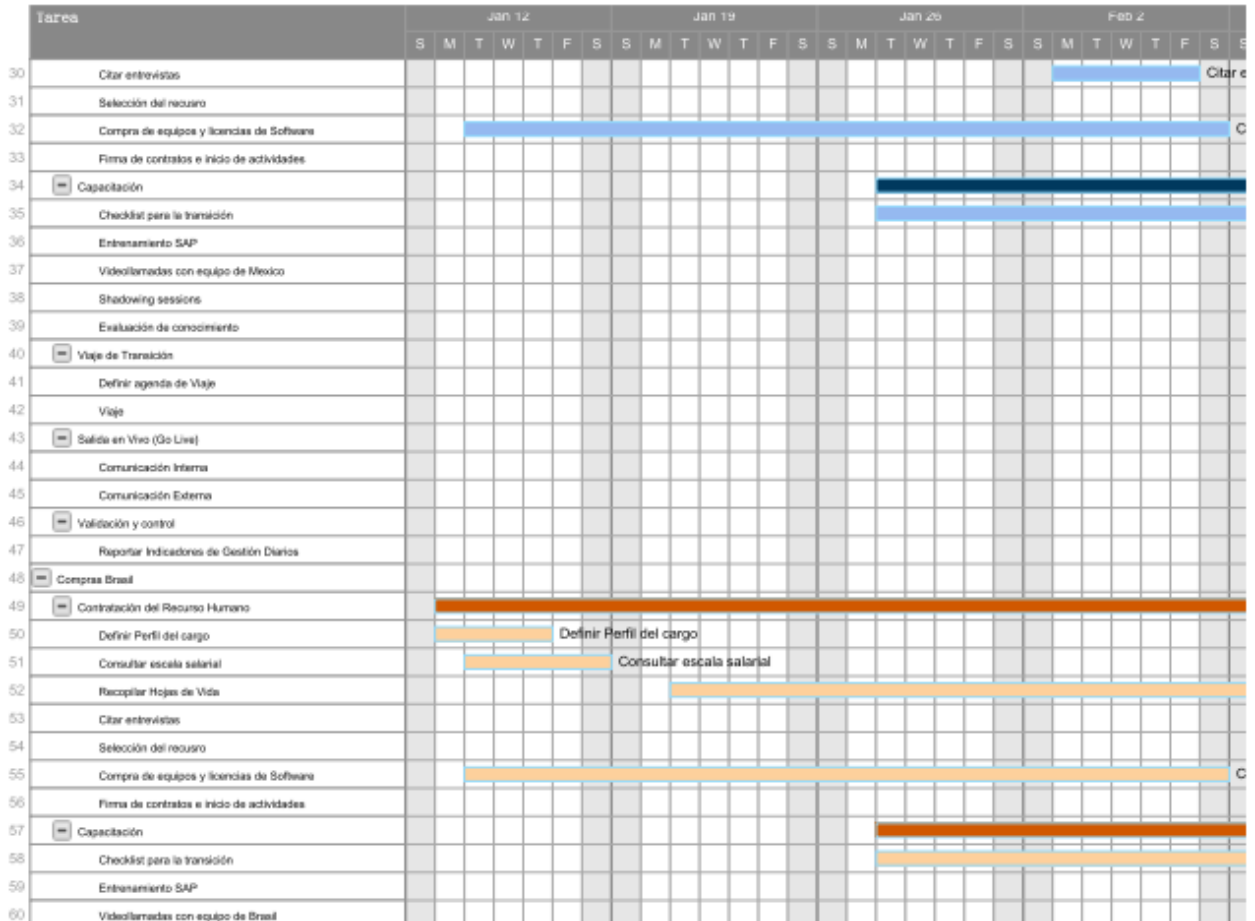 Tarea Jan 12 Jan 19 Jan 26 Feb 2
S M T W T F S S M T W T F S S M T W T F S S M T W T F S S
30 Citar entrevistas Citar e
31 Selección del recusro
32 Compra de equipos y licencias de Software C
33 Firma de contratos e inicio de actividades
34 Capacitación
35 Checklist para la transición
36 Entrenamiento SAP
37 Videollamadas con equipo de Mexico
38 Shadowing sessions
39 Evaluación de conocimiento
40 Viaje de Transición
41 Definir agenda de Viaje
42 Viaje
43 Salida en Vivo (Go Live)
44 Comunicación Interna
45 Comunicación Externa
46 Validación y control
47 Reportar Indicadores de Gestión Diarios
48 Compras Brasil
49 Contratación del Recurso Humano
50 Definir Perfil del cargo Definir Perfil del cargo
51 Consultar escala salarial Consultar escala salarial
52 Recopilar Hojas de Vida
53 Citar entrevistas
54 Selección del recusro
55 Compra de equipos y licencias de Software C
56 Firma de contratos e inicio de actividades
57 Capacitación
58 Checklist para la transición
59 Entrenamiento SAP
60 Videollamadas con equipo de Brasil